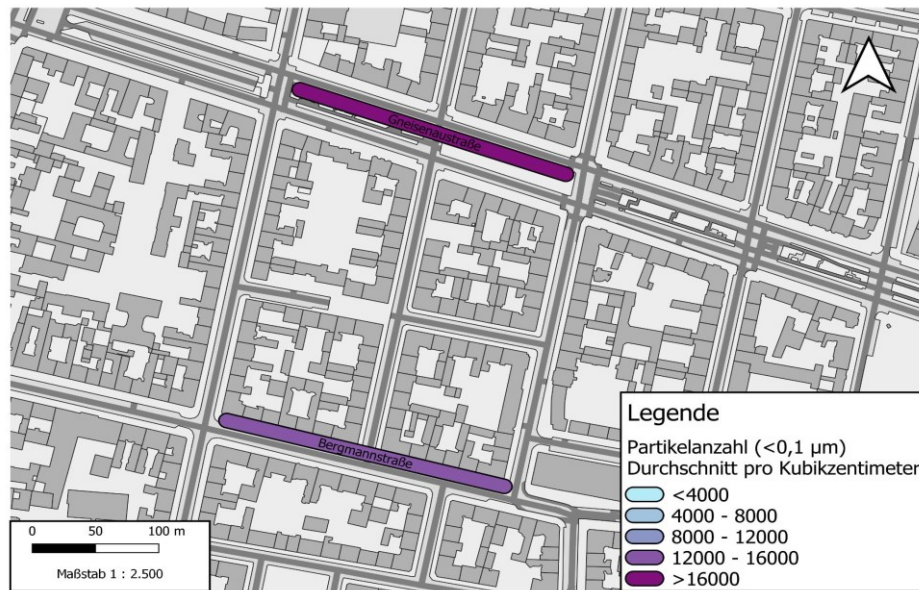 Gneisenaustraße
Bergmannstraße
Legende
Partikelanzahl (<0,1 µm)
Durchschnitt pro Kubikzentimeter
<4000
4000 - 8000
8000 - 12000
12000 - 16000
>16000
0 50 100 m
Maßstab 1 : 2.500